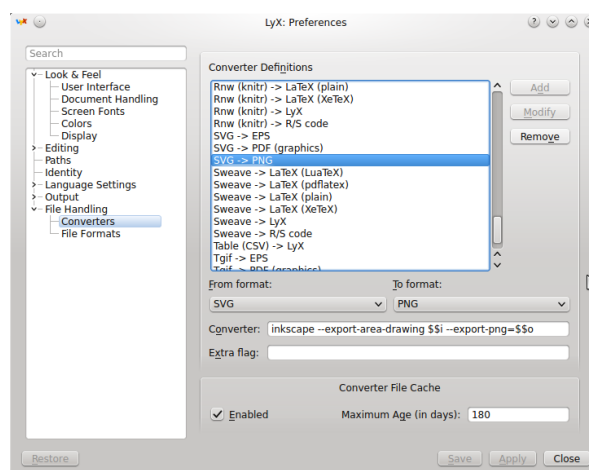 LyX: Preferences
Search
Look & Feel
User Interface
Document Handling
Screen Fonts
Colors
Display
Editing
Paths
Identity
Language Settings
Output
File Handling
Converters
File Formats
Converter Definitions
Rnw (knitr) -> LaTeX (plain)
Rnw (knitr) -> LaTeX (XeTeX)
Rnw (knitr) -> LyX
Rnw (knitr) -> R/S code
SVG -> EPS
SVG -> PDF (graphics)
SVG -> PNG
Sweave -> LaTeX (LuaTeX)
Sweave -> LaTeX (pdflatex)
Sweave -> LaTeX (plain)
Sweave -> LaTeX (XeTeX)
Sweave -> LyX
Sweave -> R/S code
Table (CSV) -> LyX
Tgif -> EPS
Tgif -> PDF (graphics)
Add
Modify
Remove
From format: To format:
SVG PNG
Converter: inkscape --export-area-drawing $$i --export-png=$$o
Extra flag:
Converter File Cache
Enabled Maximum Age (in days): 180
Restore Save Apply Close